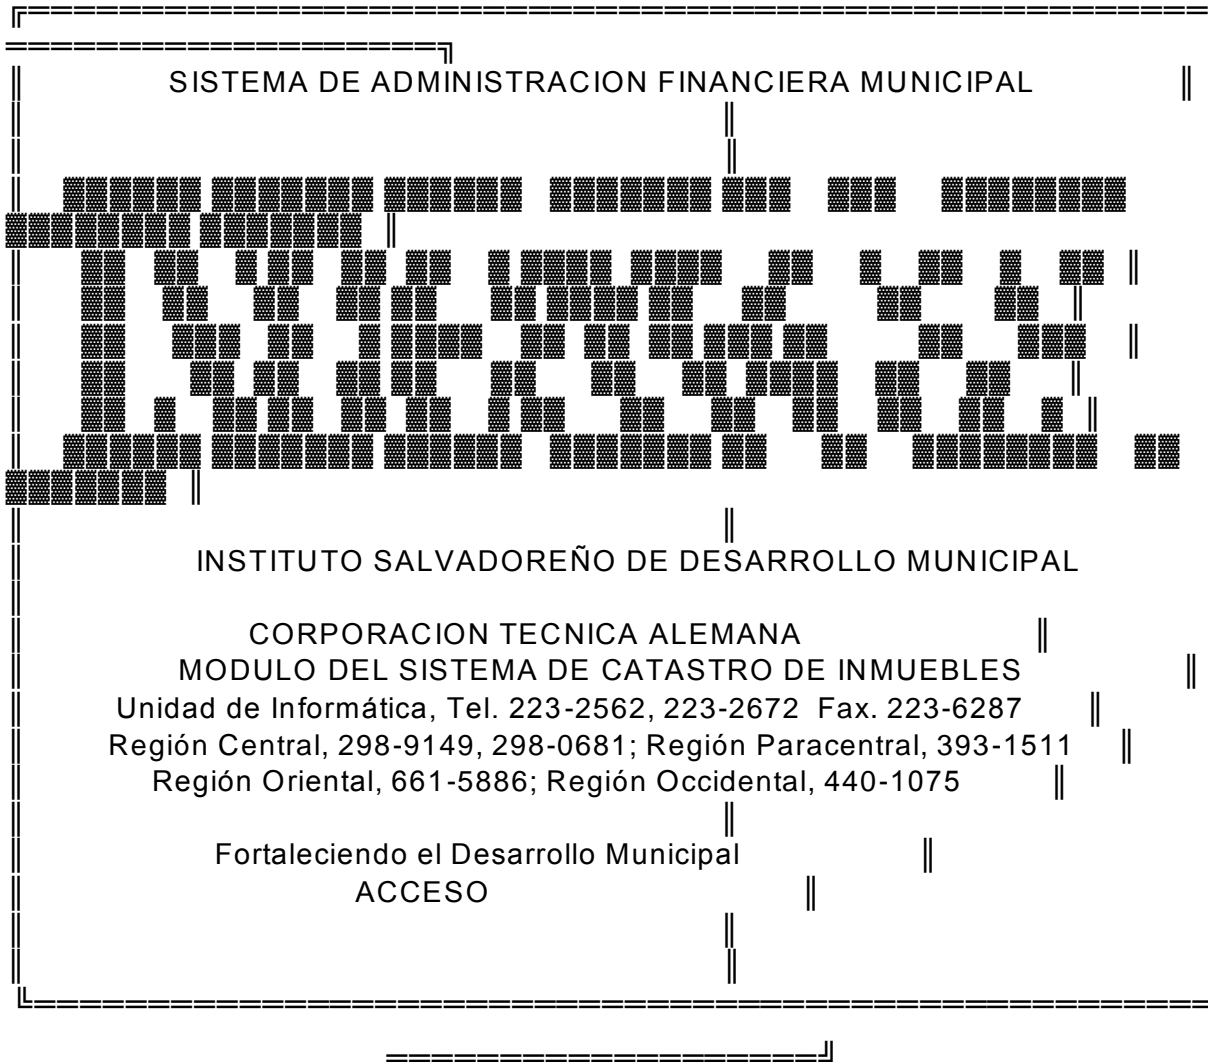 SISTEMA DE ADMINISTRACION FINANCIERA MUNICIPAL
INSTITUTO SALVADOREÑO DE DESARROLLO MUNICIPAL
CORPORACION TECNICA ALEMANA
MODULO DEL SISTEMA DE CATASTRO DE INMUEBLES
Unidad de Informática, Tel. 223-2562, 223-2672 Fax. 223-6287
Región Central, 298-9149, 298-0681; Región Paracentral, 393-1511
Región Oriental, 661-5886; Región Occidental, 440-1075
Fortaleciendo el Desarrollo Municipal
ACCESO